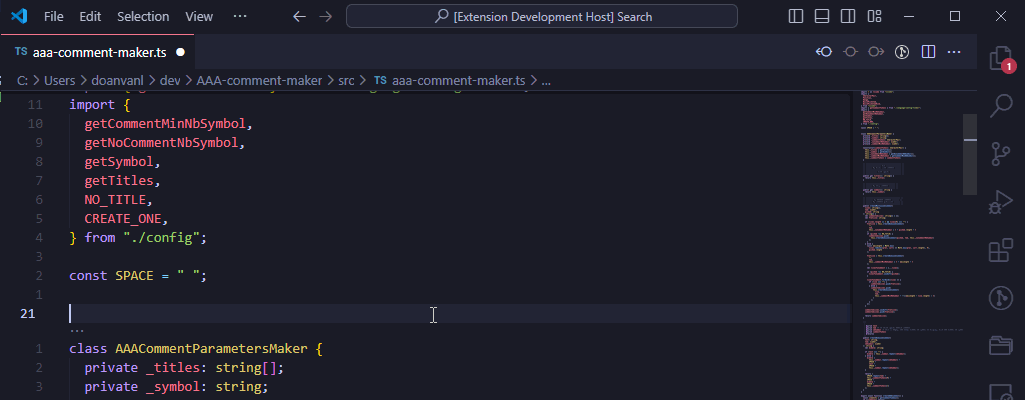 File Edit Selection View ··· [Extension Development Host] Search
TS aaa-comment-maker.ts
C: > Users > doanvanl > dev > AAA-comment-maker > src > TS aaa-comment-maker.ts > ...
11 import {
10 getCommentMinNbSymbol,
9 getNoCommentNbSymbol,
8 getSymbol,
7 getTitles,
6 NO_TITLE,
5 CREATE_ONE,
4 } from "./config";
3
2 const SPACE = " ";
1
21
···
1 class AAACommentParametersMaker {
2 private _titles: string[];
3 private _symbol: string;
1